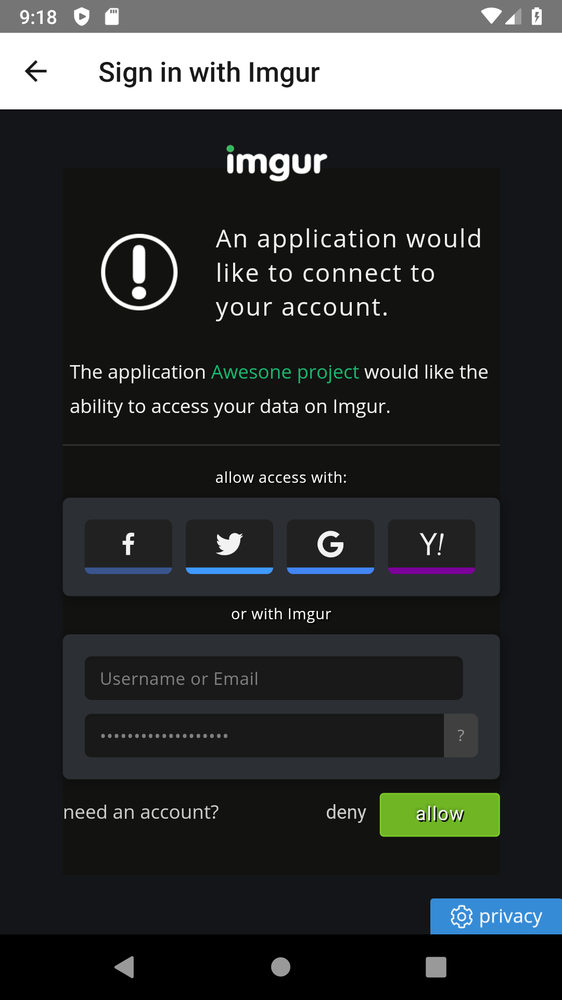 9:18
Sign in with Imgur
imgur
An application would
like to connect to
your account.
The application Awesone project would like the
ability to access your data on Imgur.
allow access with:
f G Y!
or with Imgur
Username or Email
••••••••••••••••••• ?
need an account? deny allow
privacy